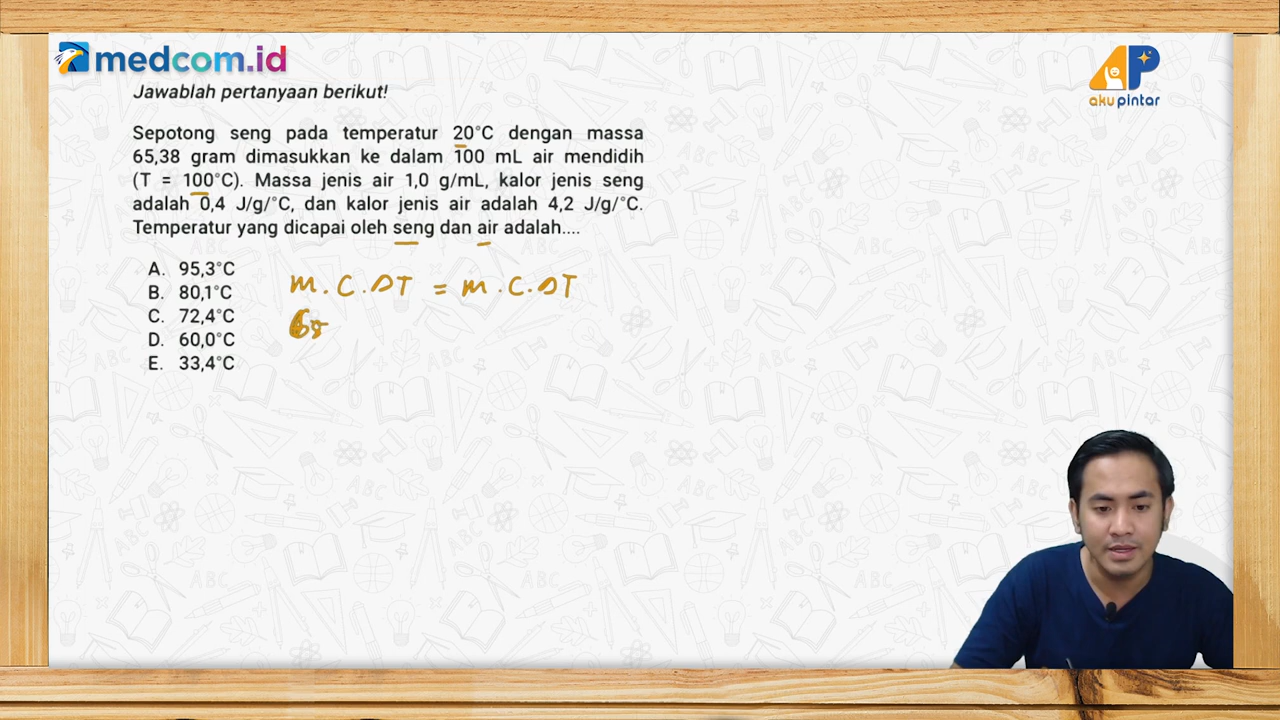 medcom.id
aku pintar
Jawablah pertanyaan berikut!
Sepotong seng pada temperatur 20°C dengan massa
65,38 gram dimasukkan ke dalam 100 mL air mendidih
(T = 100°C). Massa jenis air 1,0 g/mL, kalor jenis seng
adalah 0,4 J/g/°C, dan kalor jenis air adalah 4,2 J/g/°C.
Temperatur yang dicapai oleh seng dan air adalah....
A. 95,3°C
B. 80,1°C
C. 72,4°C
D. 60,0°C
E. 33,4°C
m . C . ΔT = m . C . ΔT
65